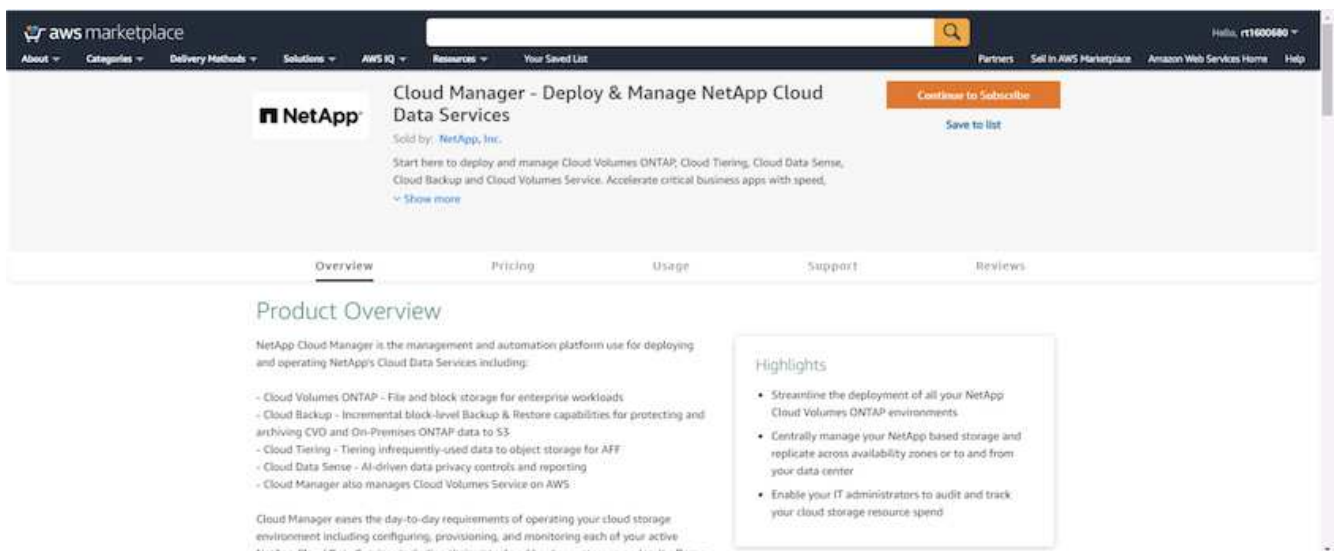 aws marketplace
Hello, rt1600680
About Categories Delivery Methods Solutions AWS IQ Resources Your Saved List Partners Sell in AWS Marketplace Amazon Web Services Home Help
NetApp
Cloud Manager - Deploy & Manage NetApp Cloud
Data Services
Sold by: NetApp, Inc.
Start here to deploy and manage Cloud Volumes ONTAP, Cloud Tiering, Cloud Data Sense,
Cloud Backup and Cloud Volumes Service. Accelerate critical business apps with speed,
Show more
Continue to Subscribe
Save to list
Overview Pricing Usage Support Reviews
Product Overview
NetApp Cloud Manager is the management and automation platform use for deploying
and operating NetApp's Cloud Data Services including:
- Cloud Volumes ONTAP - File and block storage for enterprise workloads
- Cloud Backup - Incremental block-level Backup & Restore capabilities for protecting and
archiving CVO and On-Premises ONTAP data to S3
- Cloud Tiering - Tiering infrequently-used data to object storage for AFF
- Cloud Data Sense - AI-driven data privacy controls and reporting
- Cloud Manager also manages Cloud Volumes Service on AWS
Cloud Manager eases the day-to-day requirements of operating your cloud storage
environment including configuring, provisioning, and monitoring each of your active
Highlights
• Streamline the deployment of all your NetApp
Cloud Volumes ONTAP environments
• Centrally manage your NetApp based storage and
replicate across availability zones or to and from
your data center
• Enable your IT administrators to audit and track
your cloud storage resource spend